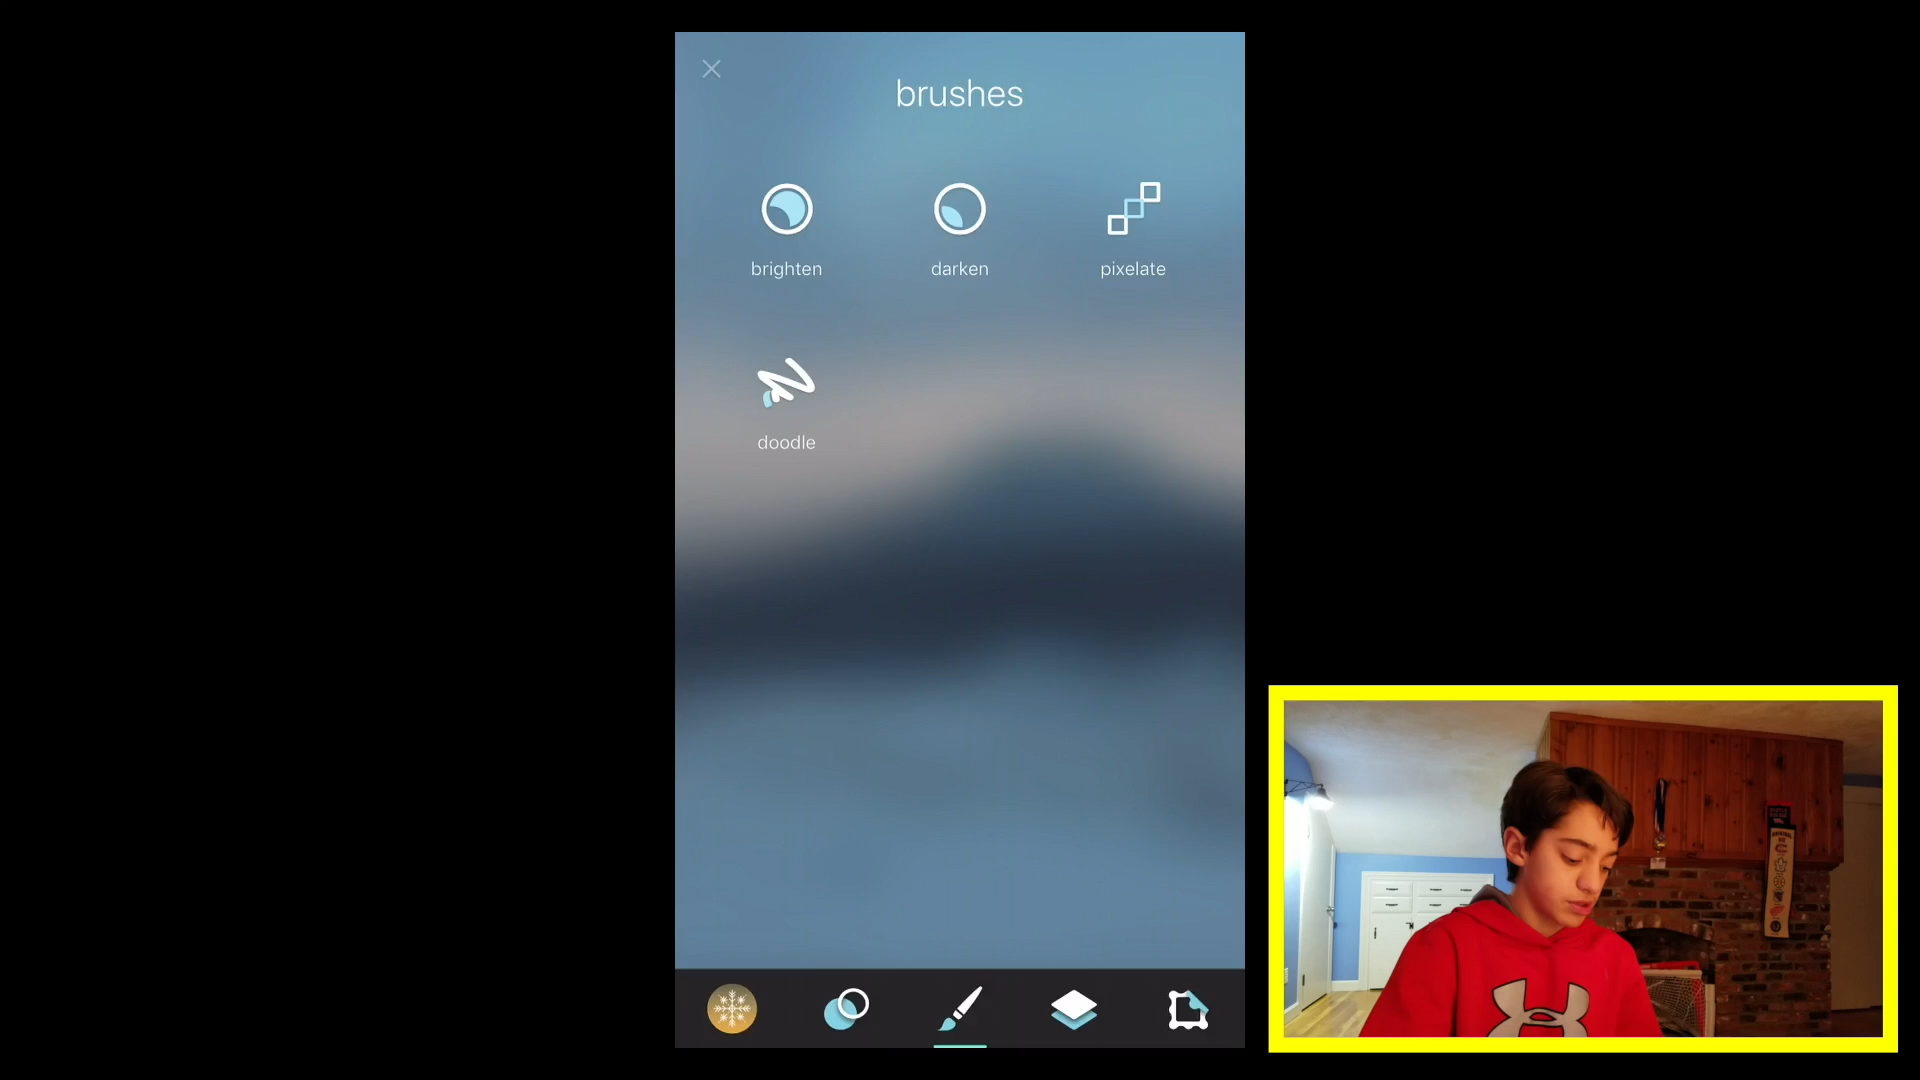 brushes
brighten
darken
pixelate
doodle